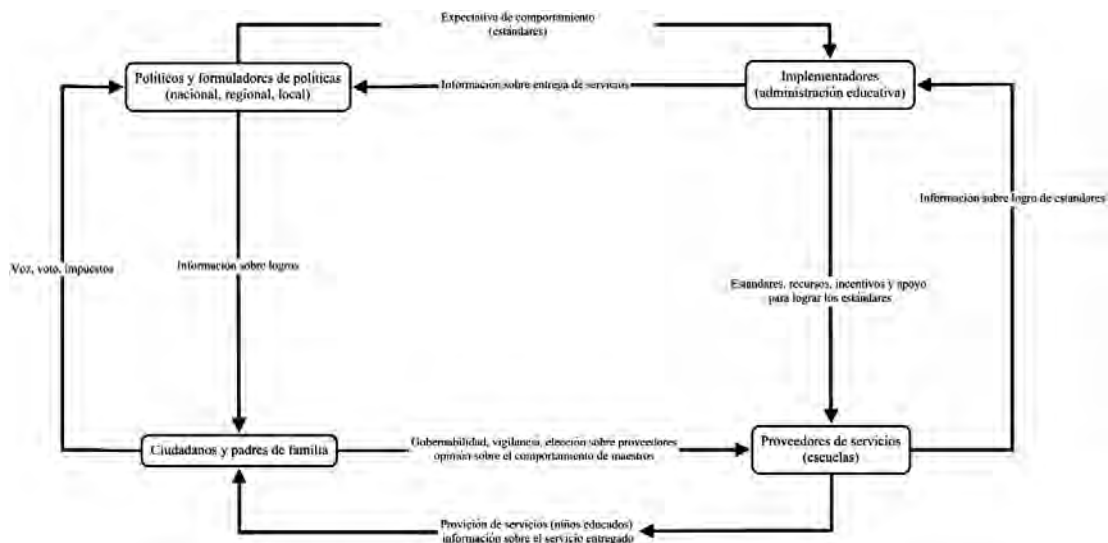 Expectativa de comportamiento
(estándares)
Políticos y formuladores de políticas
(nacional, regional, local)
Información sobre entrega de servicios
Implementadores
(administración educativa)
Información sobre logro de estandares
Voz, voto, impuestos
Información sobre logros
Estandares, recursos, incentivos y apoyo
para lograr los estándares
Ciudadanos y padres de familia
Gobernabilidad, vigilancia, elección sobre proveedores
opinión sobre el comportamiento de maestros
Proveedores de servicios
(escuelas)
Provición de servicios (niños educados)
información sobre el servicio entregado